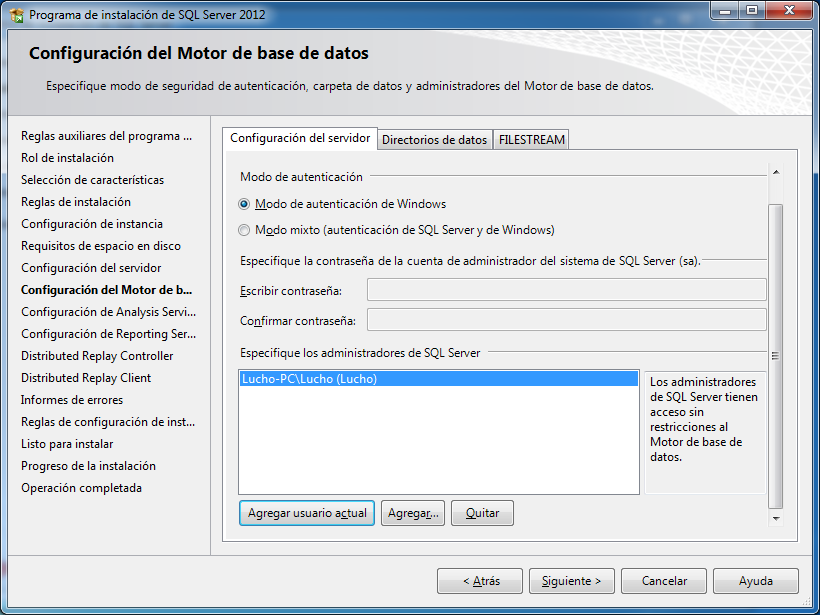 Programa de instalación de SQL Server 2012
Configuración del Motor de base de datos
Especifique modo de seguridad de autenticación, carpeta de datos y administradores del Motor de base de datos.
Reglas auxiliares del programa ...
Rol de instalación
Selección de características
Reglas de instalación
Configuración de instancia
Requisitos de espacio en disco
Configuración del servidor
Configuración del Motor de b...
Configuración de Analysis Servi...
Configuración de Reporting Ser...
Distributed Replay Controller
Distributed Replay Client
Informes de errores
Reglas de configuración de inst...
Listo para instalar
Progreso de la instalación
Operación completada
Configuración del servidor
Directorios de datos
FILESTREAM
Modo de autenticación
Modo de autenticación de Windows
Modo mixto (autenticación de SQL Server y de Windows)
Especifique la contraseña de la cuenta de administrador del sistema de SQL Server (sa).
Escribir contraseña:
Confirmar contraseña:
Especifique los administradores de SQL Server
Lucho-PC\Lucho (Lucho)
Los administradores
de SQL Server tienen
acceso sin
restricciones al
Motor de base de
datos.
Agregar usuario actual
Agregar...
Quitar
< Atrás
Siguiente >
Cancelar
Ayuda